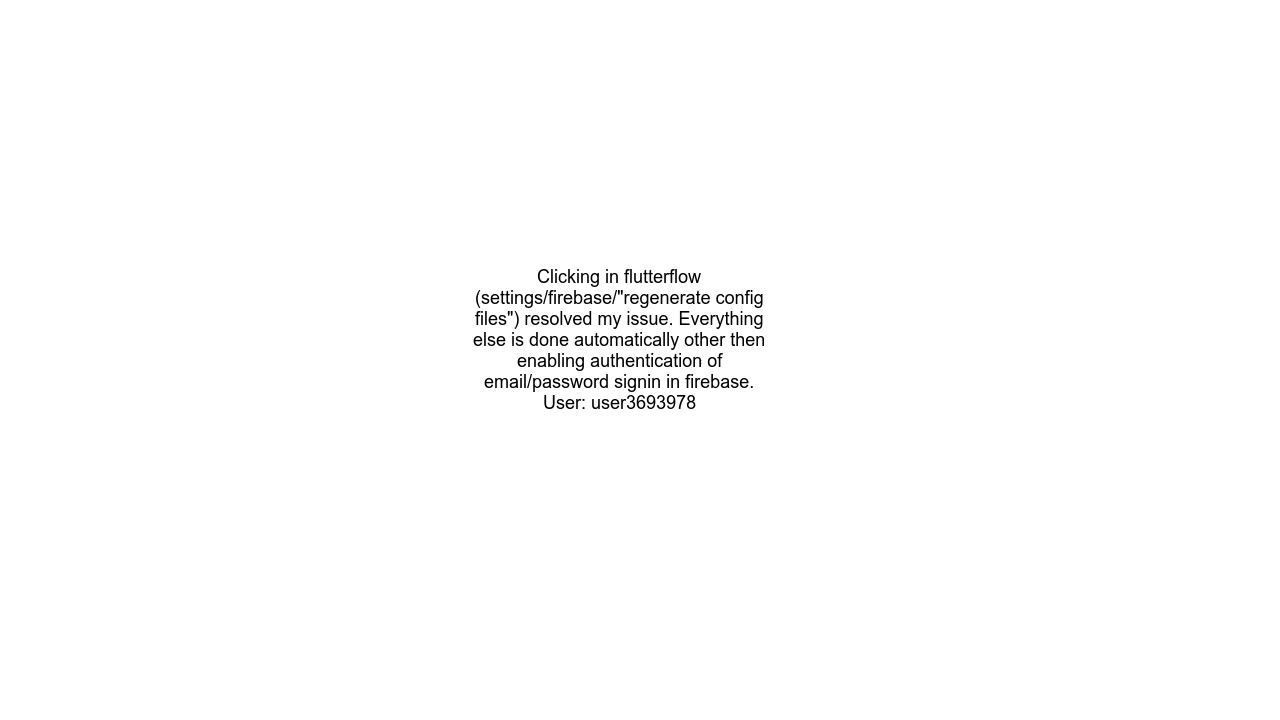 Clicking in flutterflow
(settings/firebase/"regenerate config
files") resolved my issue. Everything
else is done automatically other then
enabling authentication of
email/password signin in firebase.
User: user3693978